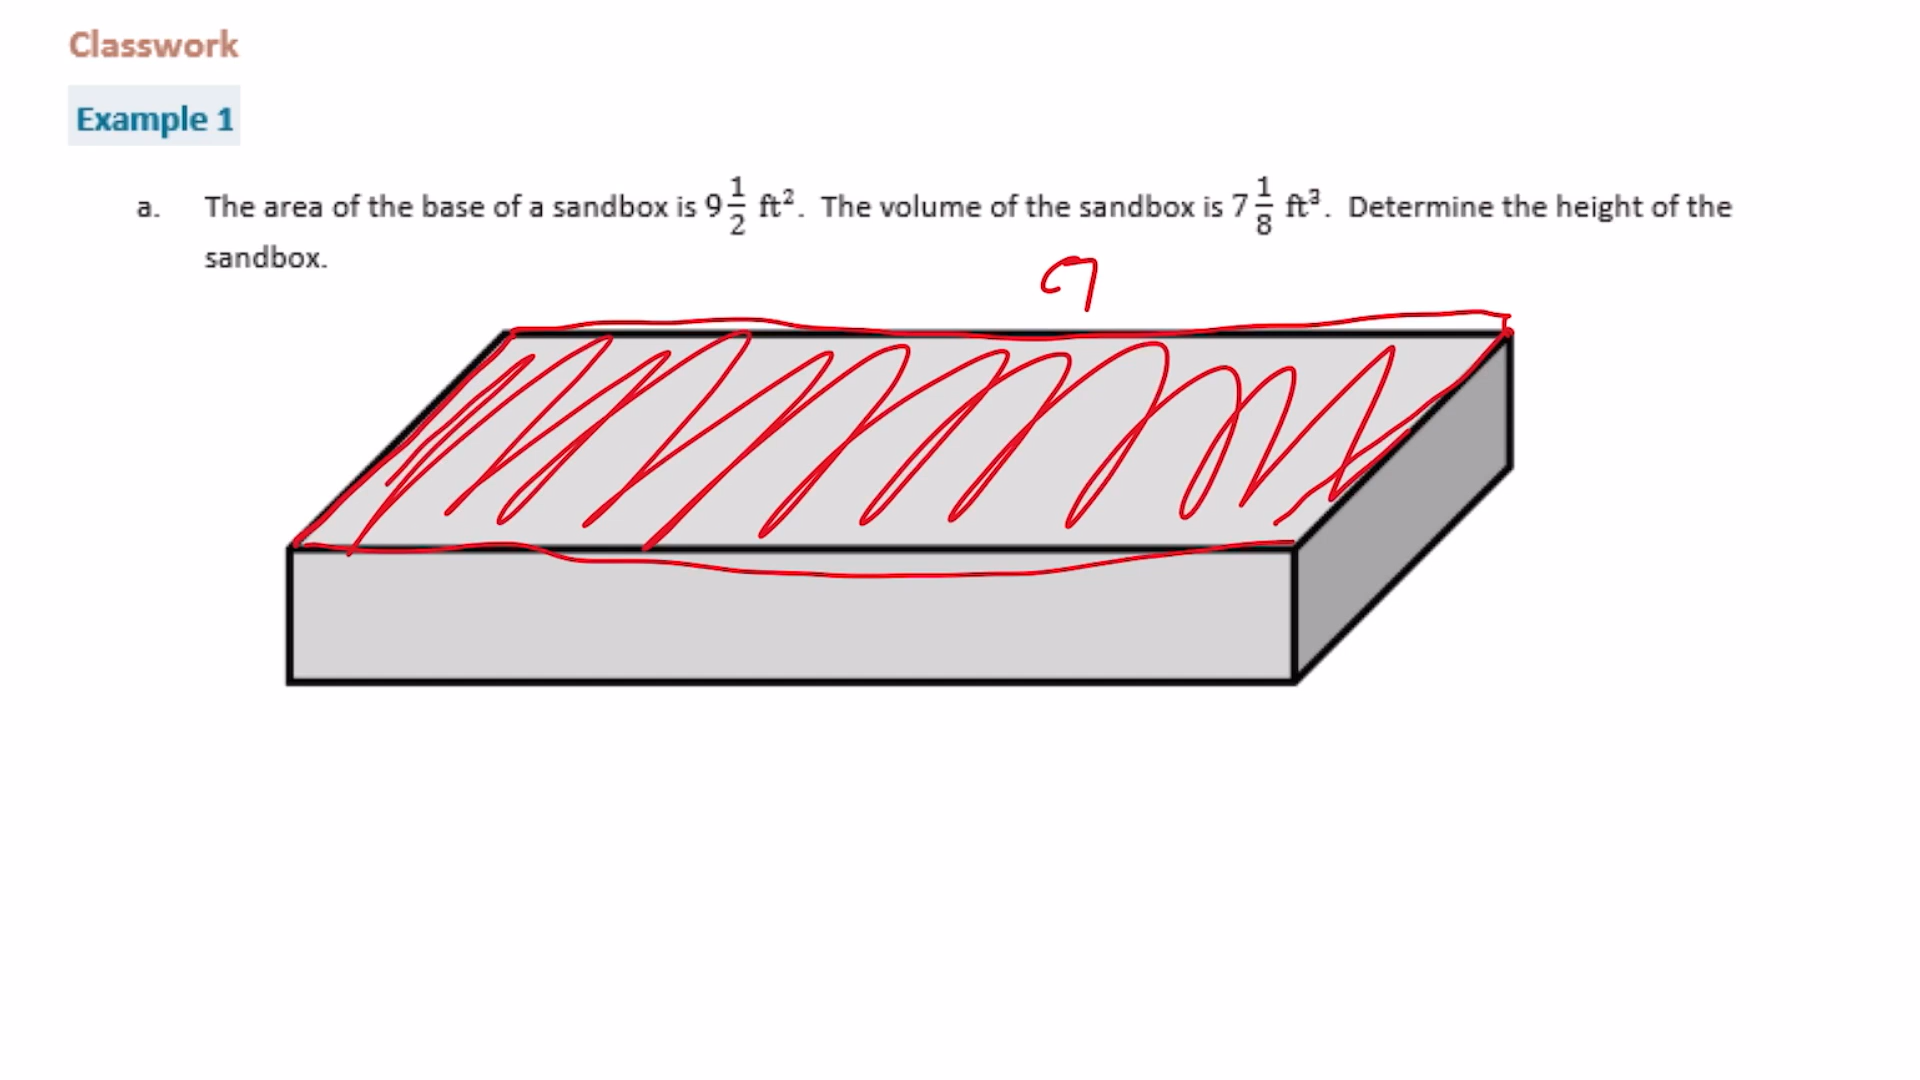 Classwork
Example 1
a. The area of the base of a sandbox is 9 1/2 ft². The volume of the sandbox is 7 1/8 ft³. Determine the height of the
sandbox.